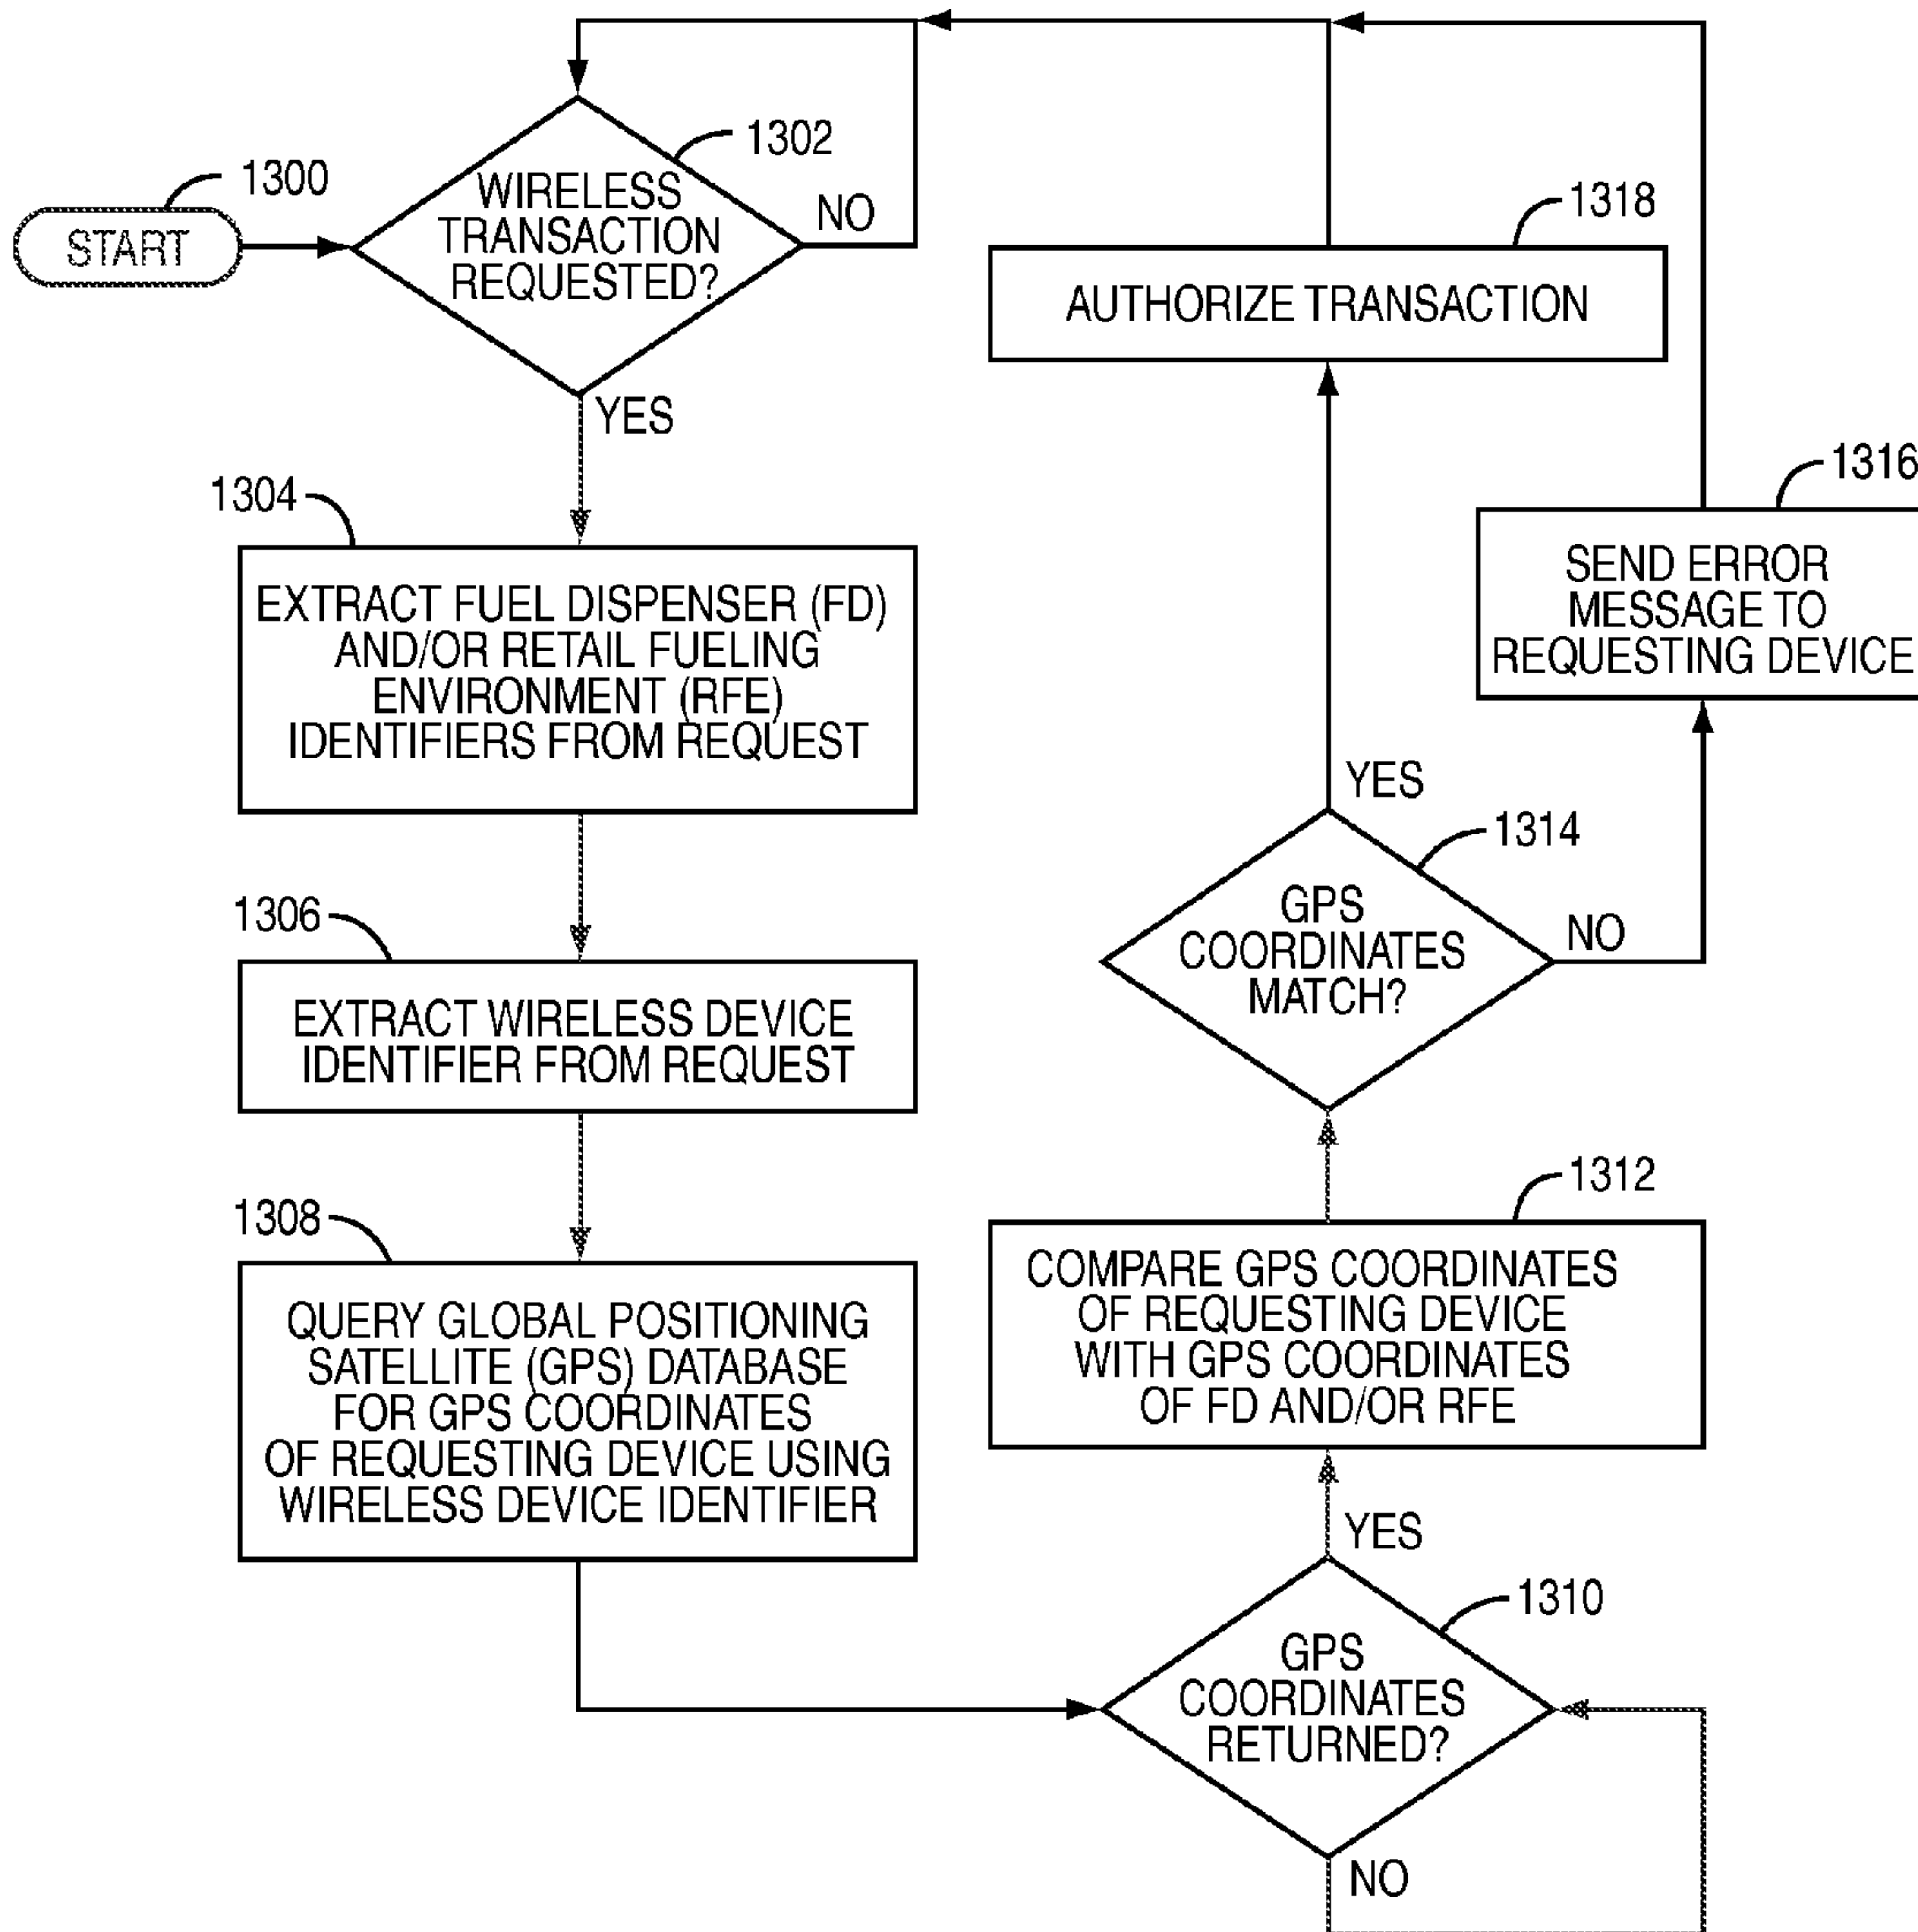 1300
START
1302
WIRELESS
TRANSACTION
REQUESTED?
NO
YES
1304
EXTRACT FUEL DISPENSER (FD)
AND/OR RETAIL FUELING
ENVIRONMENT (RFE)
IDENTIFIERS FROM REQUEST
1306
EXTRACT WIRELESS DEVICE
IDENTIFIER FROM REQUEST
1308
QUERY GLOBAL POSITIONING
SATELLITE (GPS) DATABASE
FOR GPS COORDINATES
OF REQUESTING DEVICE USING
WIRELESS DEVICE IDENTIFIER
1310
GPS
COORDINATES
RETURNED?
NO
YES
1312
COMPARE GPS COORDINATES
OF REQUESTING DEVICE
WITH GPS COORDINATES
OF FD AND/OR RFE
1314
GPS
COORDINATES
MATCH?
NO
YES
1316
SEND ERROR
MESSAGE TO
REQUESTING DEVICE
1318
AUTHORIZE TRANSACTION